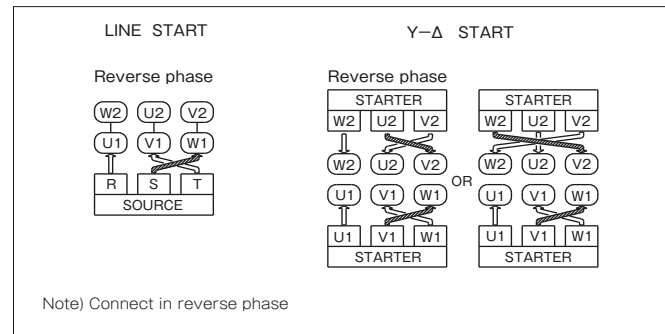 LINE START
Y−Δ START
Reverse phase
W2 U2 V2
U1 V1 W1
R S T
SOURCE
Reverse phase
STARTER
W2 U2 V2
W2 U2 V2
U1 V1 W1
U1 V1 W1
STARTER
OR
STARTER
W2 U2 V2
W2 U2 V2
U1 V1 W1
U1 V1 W1
STARTER
Note) Connect in reverse phase